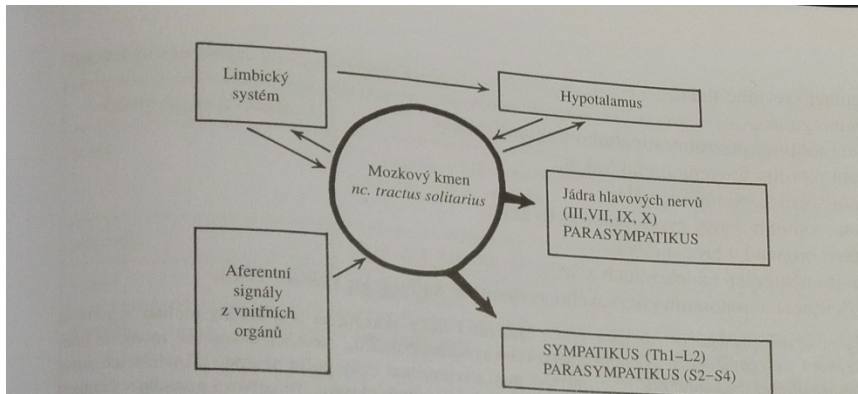 Limbický
systém
Hypotalamus
Mozkový kmen
nc. tractus solitarius
Jádra hlavových nervů
(III,VII, IX, X)
PARASYMPATIKUS
Aferentní
signály
z vnitřních
orgánů
SYMPATIKUS (Th1–L2)
PARASYMPATIKUS (S2–S4)